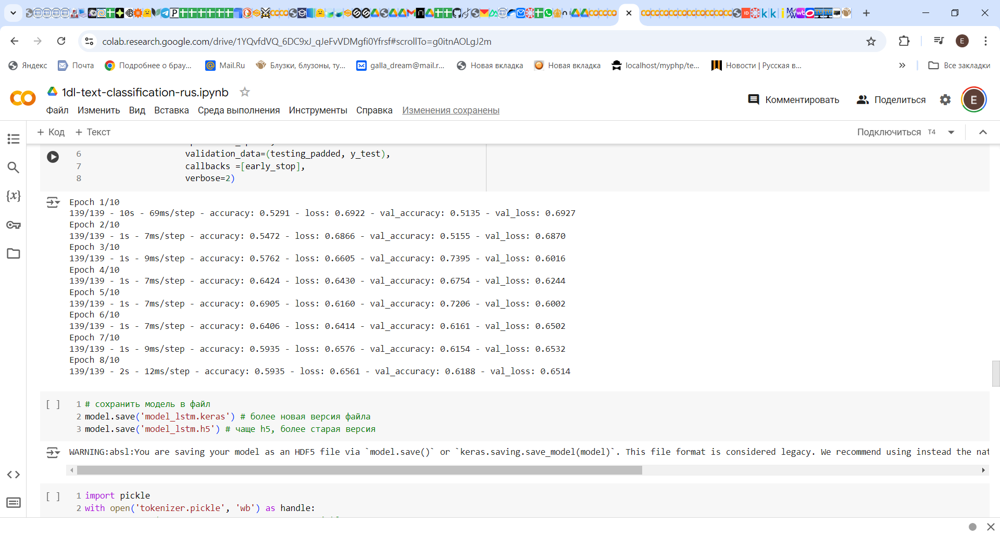 colab.research.google.com/drive/1YQvfdVQ_6DC9xJ_qJeFvVDMgfi0Yfrsf#scrollTo=g0itnAOLgJ2m
E
Яндекс
Почта
Подробнее о брау...
Mail.Ru
Блузки, блузоны, ту...
galla_dream@mail.r...
Новая вкладка
Новая вкладка
localhost/myphp/te...
Новости | Русская в...
Все закладки
1dl-text-classification-rus.ipynb
Файл Изменить Вид Вставка Среда выполнения Инструменты Справка Изменения сохранены
Комментировать
Поделиться
E
+ Код + Текст
Подключиться T4
6 validation_data=(testing_padded, y_test),
7 callbacks =[early_stop],
8 verbose=2)
Epoch 1/10
139/139 - 10s - 69ms/step - accuracy: 0.5291 - loss: 0.6922 - val_accuracy: 0.5135 - val_loss: 0.6927
Epoch 2/10
139/139 - 1s - 7ms/step - accuracy: 0.5472 - loss: 0.6866 - val_accuracy: 0.5155 - val_loss: 0.6870
Epoch 3/10
139/139 - 1s - 9ms/step - accuracy: 0.5762 - loss: 0.6605 - val_accuracy: 0.7395 - val_loss: 0.6016
Epoch 4/10
139/139 - 1s - 7ms/step - accuracy: 0.6424 - loss: 0.6430 - val_accuracy: 0.6754 - val_loss: 0.6244
Epoch 5/10
139/139 - 1s - 7ms/step - accuracy: 0.6905 - loss: 0.6160 - val_accuracy: 0.7206 - val_loss: 0.6002
Epoch 6/10
139/139 - 1s - 7ms/step - accuracy: 0.6406 - loss: 0.6414 - val_accuracy: 0.6161 - val_loss: 0.6502
Epoch 7/10
139/139 - 1s - 9ms/step - accuracy: 0.5935 - loss: 0.6576 - val_accuracy: 0.6154 - val_loss: 0.6532
Epoch 8/10
139/139 - 2s - 12ms/step - accuracy: 0.5935 - loss: 0.6561 - val_accuracy: 0.6188 - val_loss: 0.6514
[ ] 1 # сохранить модель в файл
2 model.save('model_lstm.keras') # более новая версия файла
3 model.save('model_lstm.h5') # чаще h5, более старая версия
WARNING:absl:You are saving your model as an HDF5 file via `model.save()` or `keras.saving.save_model(model)`. This file format is considered legacy. We recommend using instead the nat
[ ] 1 import pickle
2 with open('tokenizer.pickle', 'wb') as handle: